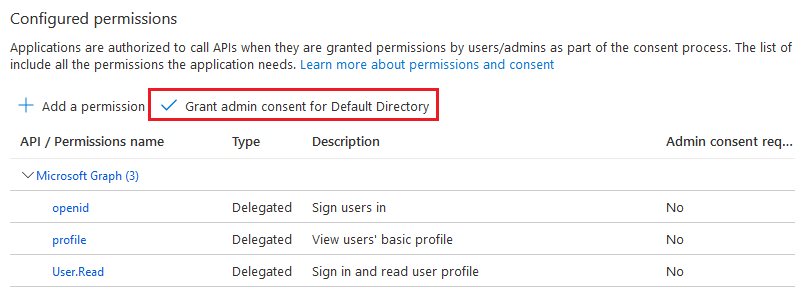 Configured permissions
Applications are authorized to call APIs when they are granted permissions by users/admins as part of the consent process. The list of
include all the permissions the application needs. Learn more about permissions and consent
Add a permission Grant admin consent for Default Directory
API / Permissions name Type Description Admin consent req...
Microsoft Graph (3)
openid Delegated Sign users in No
profile Delegated View users' basic profile No
User.Read Delegated Sign in and read user profile No